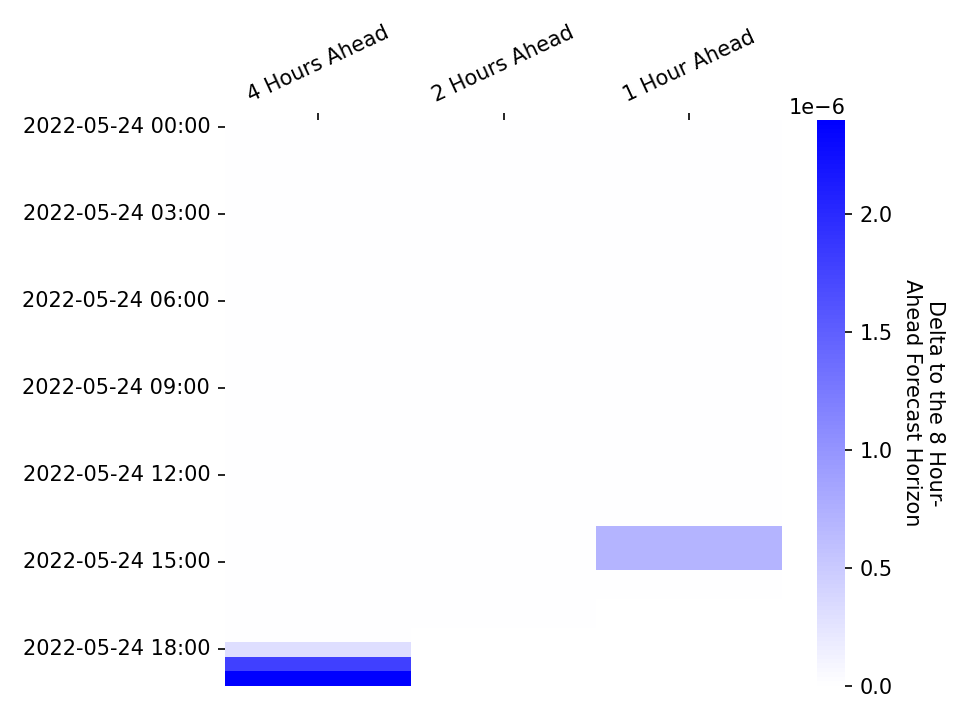 4 Hours Ahead
2 Hours Ahead
1 Hour Ahead
1e−6
2022-05-24 00:00
2022-05-24 03:00
2022-05-24 06:00
2022-05-24 09:00
2022-05-24 12:00
2022-05-24 15:00
2022-05-24 18:00
2.0
1.5
1.0
0.5
0.0
Delta to the 8 Hour-
Ahead Forecast Horizon